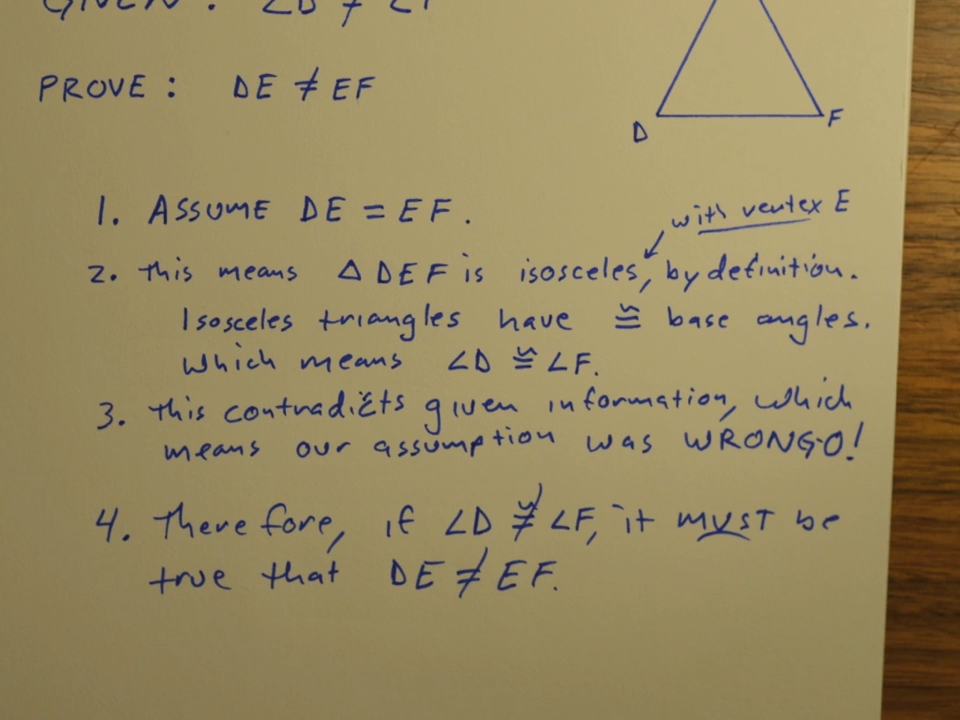 GIVEN: ∠D ≠ ∠F
PROVE: DE ≠ EF
D
F
1. ASSUME DE = EF.
with vertex E
2. This means △DEF is isosceles, by definition.
Isosceles triangles have ≅ base angles.
Which means ∠D ≅ ∠F.
3. This contradicts given information, which
means our assumption was WRONG-O!
4. Therefore, if ∠D ≇ ∠F, it MUST be
true that DE ≠ EF.